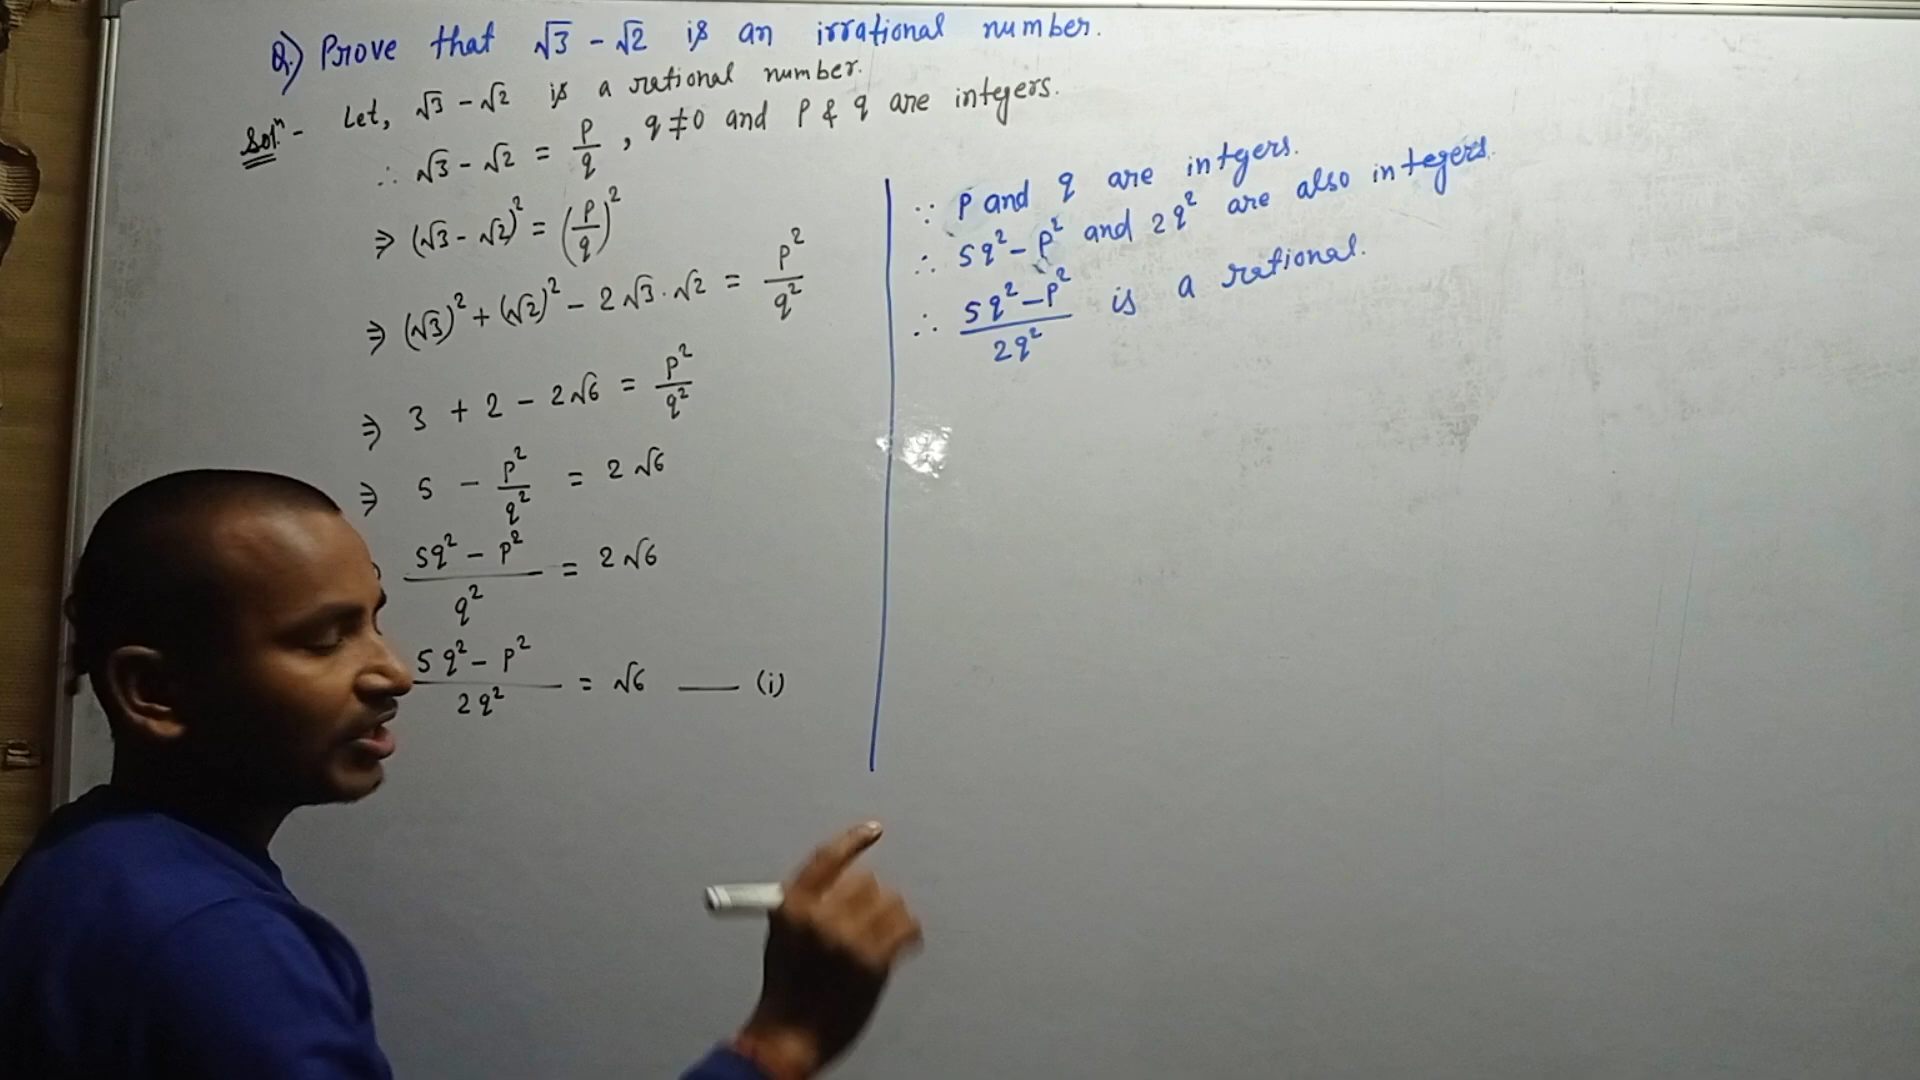 Q.) Prove that √3 - √2 is an irrational number.
Solⁿ - Let, √3 - √2 is a rational number.
∴ √3 - √2 = p/q , q ≠ 0 and p & q are integers.
⇒ (√3 - √2)² = (p/q)²
⇒ (√3)² + (√2)² - 2√3.√2 = p²/q²
⇒ 3 + 2 - 2√6 = p²/q²
⇒ 5 - p²/q² = 2√6
(5q² - p²)/q² = 2√6
(5q² - p²)/2q² = √6 — (i)
∵ p and q are intgers.
∴ 5q² - p² and 2q² are also integers.
∴ (5q² - p²)/2q² is a rational.